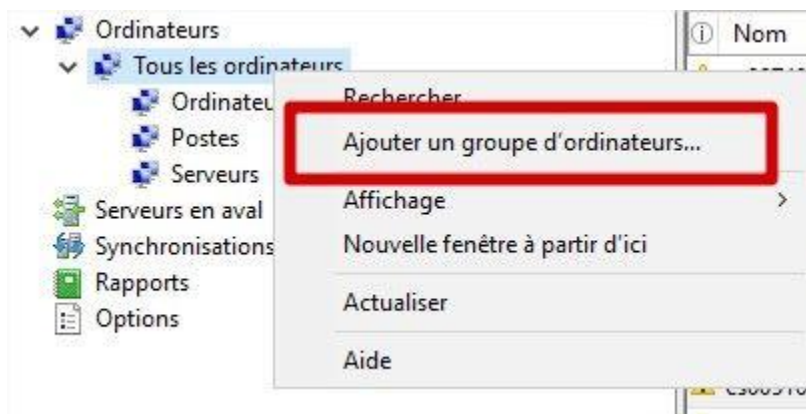 Ordinateurs
Nom
Tous les ordinateurs
Ordinateu
Rechercher
Postes
Ajouter un groupe d'ordinateurs...
Serveurs
Serveurs en aval
Affichage
Synchronisations
Nouvelle fenêtre à partir d'ici
Rapports
Actualiser
Options
Aide